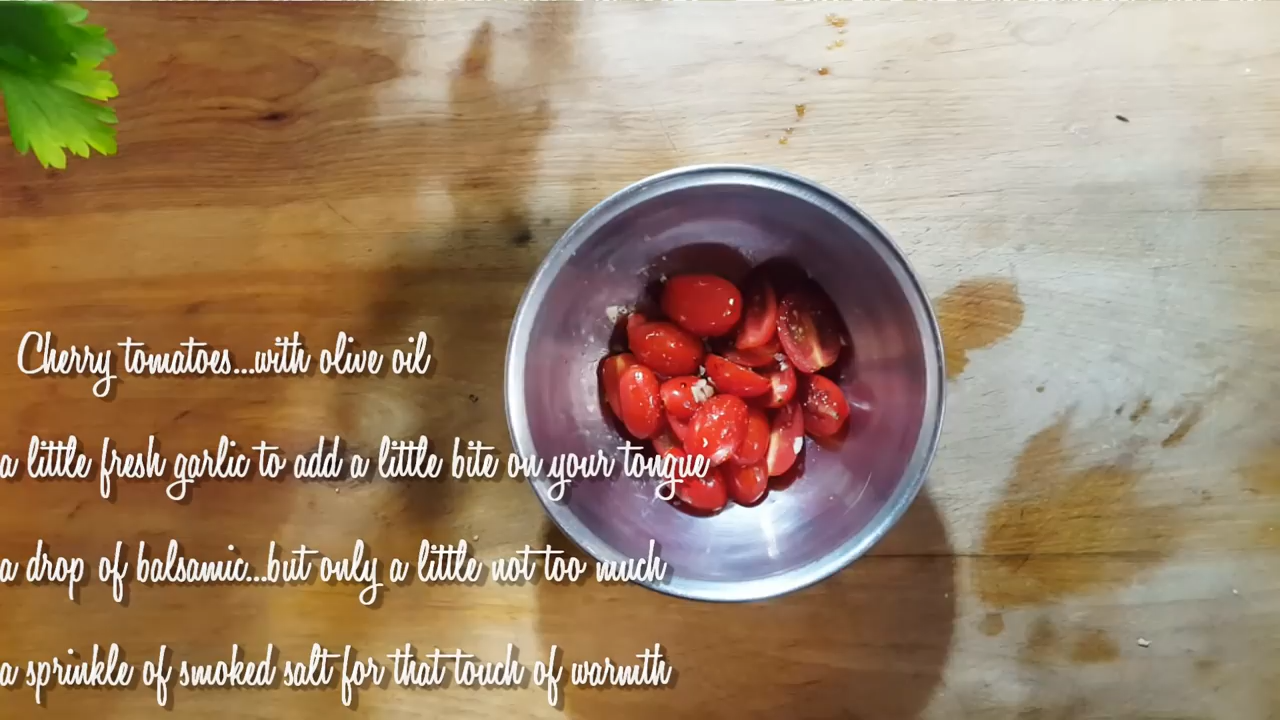 Cherry tomatoes...with olive oil
a little fresh garlic to add a little bite on your tongue
a drop of balsamic...but only a little not too much
a sprinkle of smoked salt for that touch of warmth